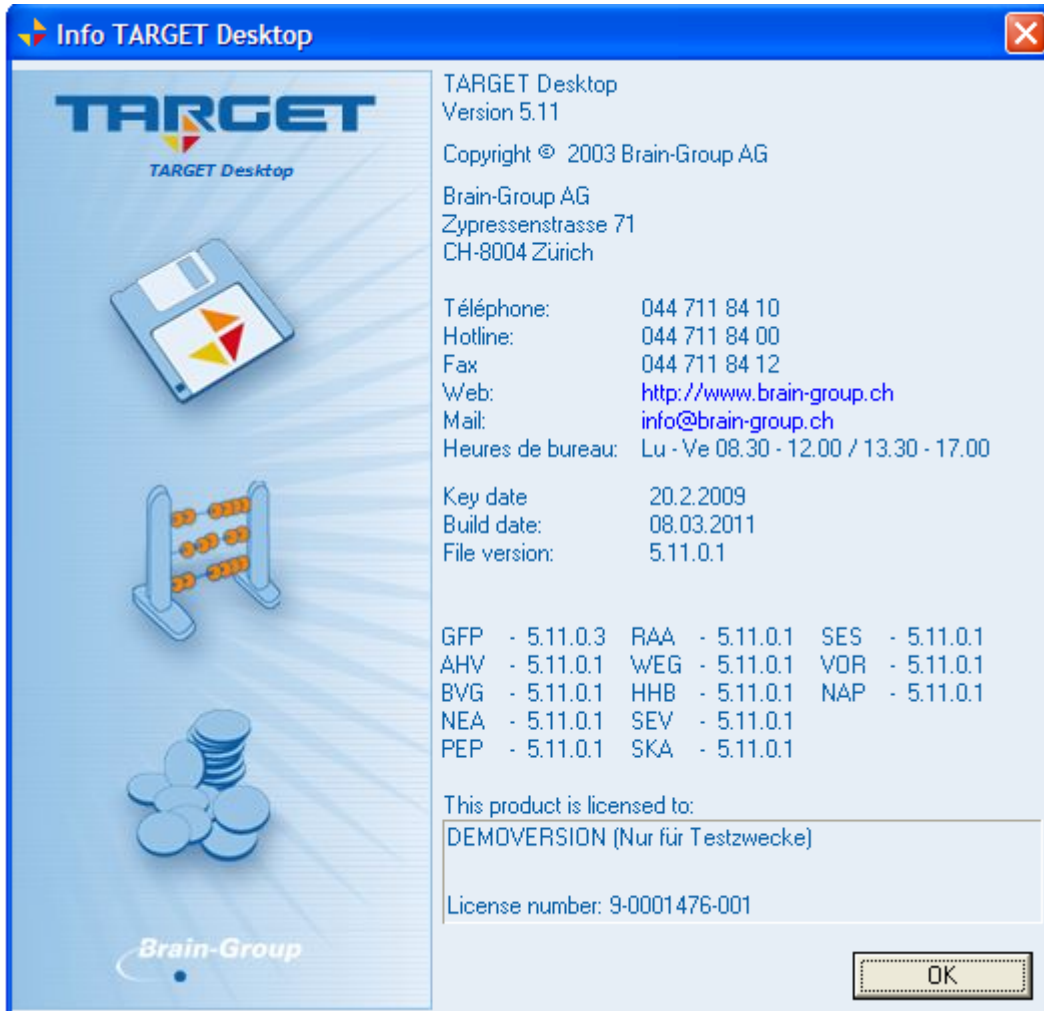 Info TARGET Desktop
TARGET
TARGET Desktop
TARGET Desktop
Version 5.11
Copyright © 2003 Brain-Group AG
Brain-Group AG
Zypressenstrasse 71
CH-8004 Zürich
Téléphone: 044 711 84 10
Hotline: 044 711 84 00
Fax 044 711 84 12
Web: http://www.brain-group.ch
Mail: info@brain-group.ch
Heures de bureau: Lu - Ve 08.30 - 12.00 / 13.30 - 17.00
Key date 20.2.2009
Build date: 08.03.2011
File version: 5.11.0.1
GFP - 5.11.0.3 RAA - 5.11.0.1 SES - 5.11.0.1
AHV - 5.11.0.1 WEG - 5.11.0.1 VOR - 5.11.0.1
BVG - 5.11.0.1 HHB - 5.11.0.1 NAP - 5.11.0.1
NEA - 5.11.0.1 SEV - 5.11.0.1
PEP - 5.11.0.1 SKA - 5.11.0.1
This product is licensed to:
DEMOVERSION (Nur für Testzwecke)
License number: 9-0001476-001
Brain-Group
OK